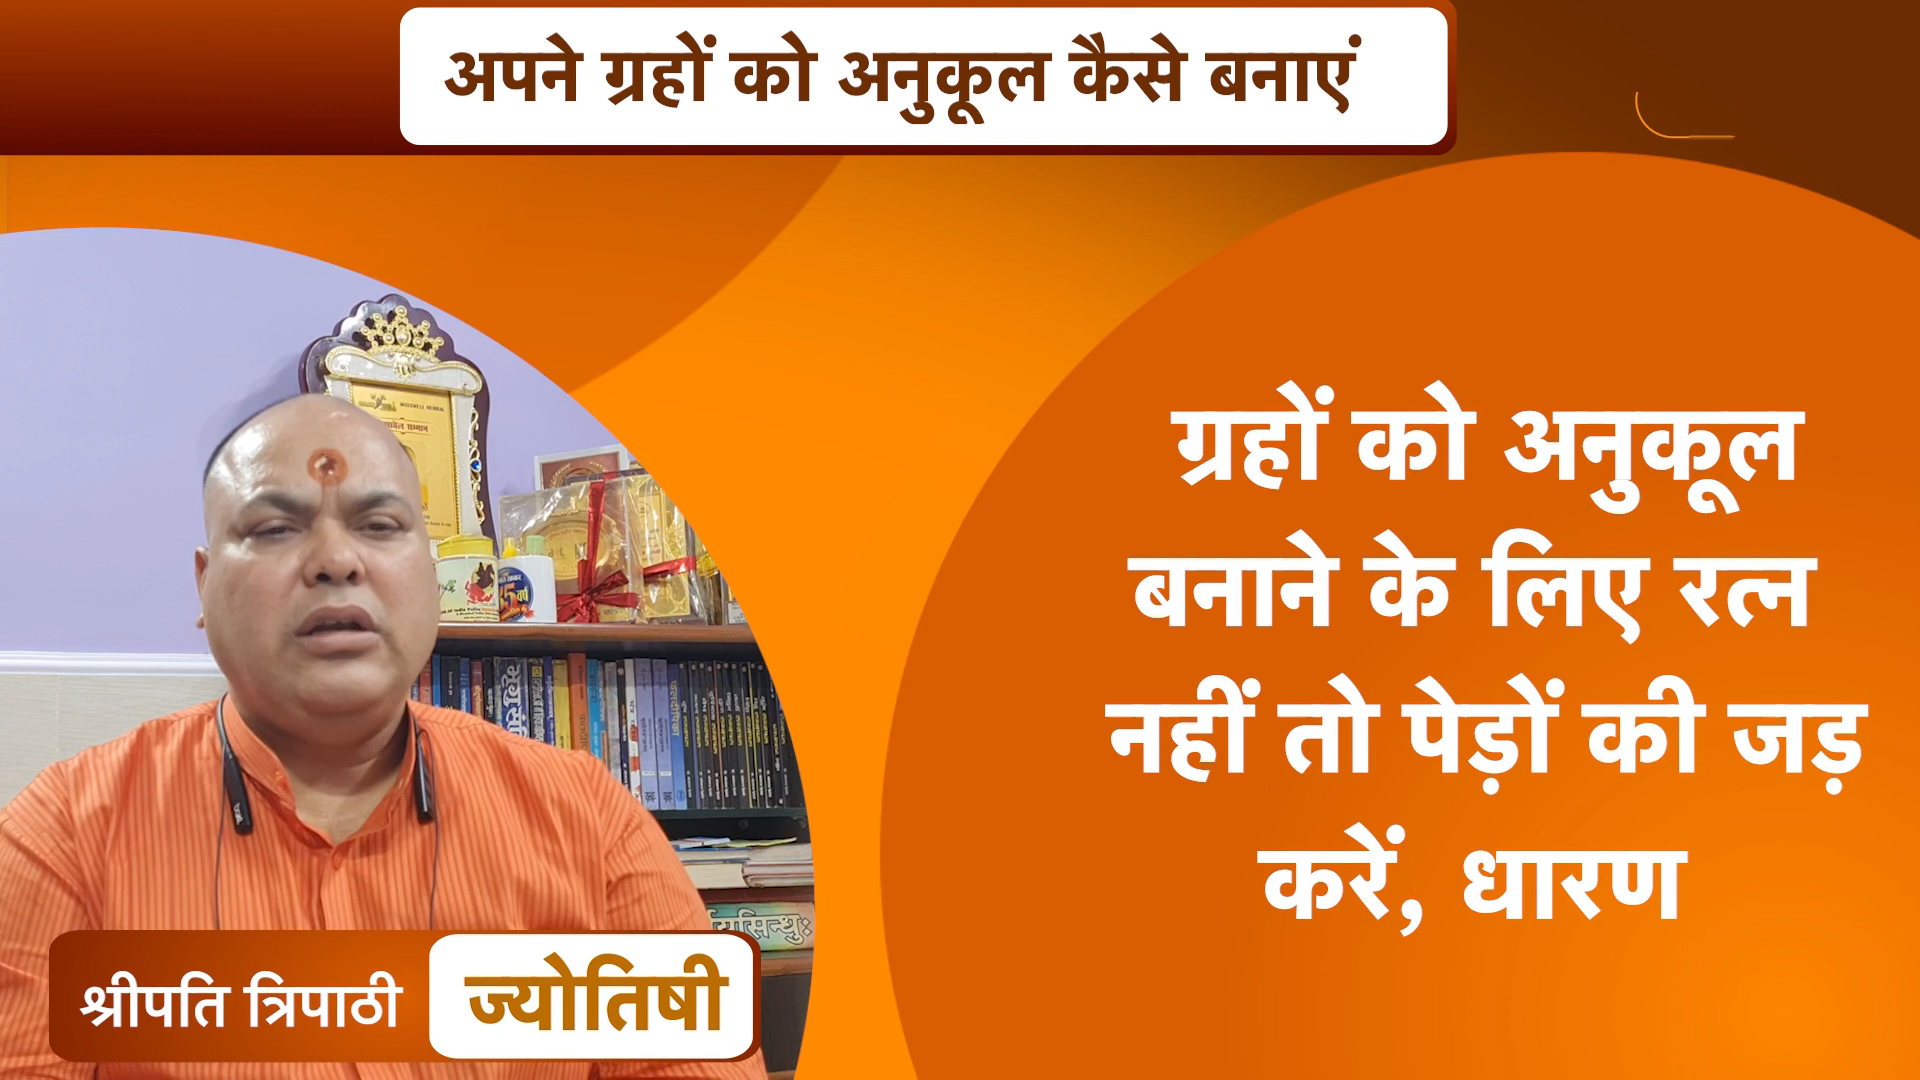 अपने ग्रहों को अनुकूल कैसे बनाएं
ग्रहों को अनुकूल
बनाने के लिए रत्न
नहीं तो पेड़ों की जड़
करें, धारण
श्रीपति त्रिपाठी
ज्योतिषी